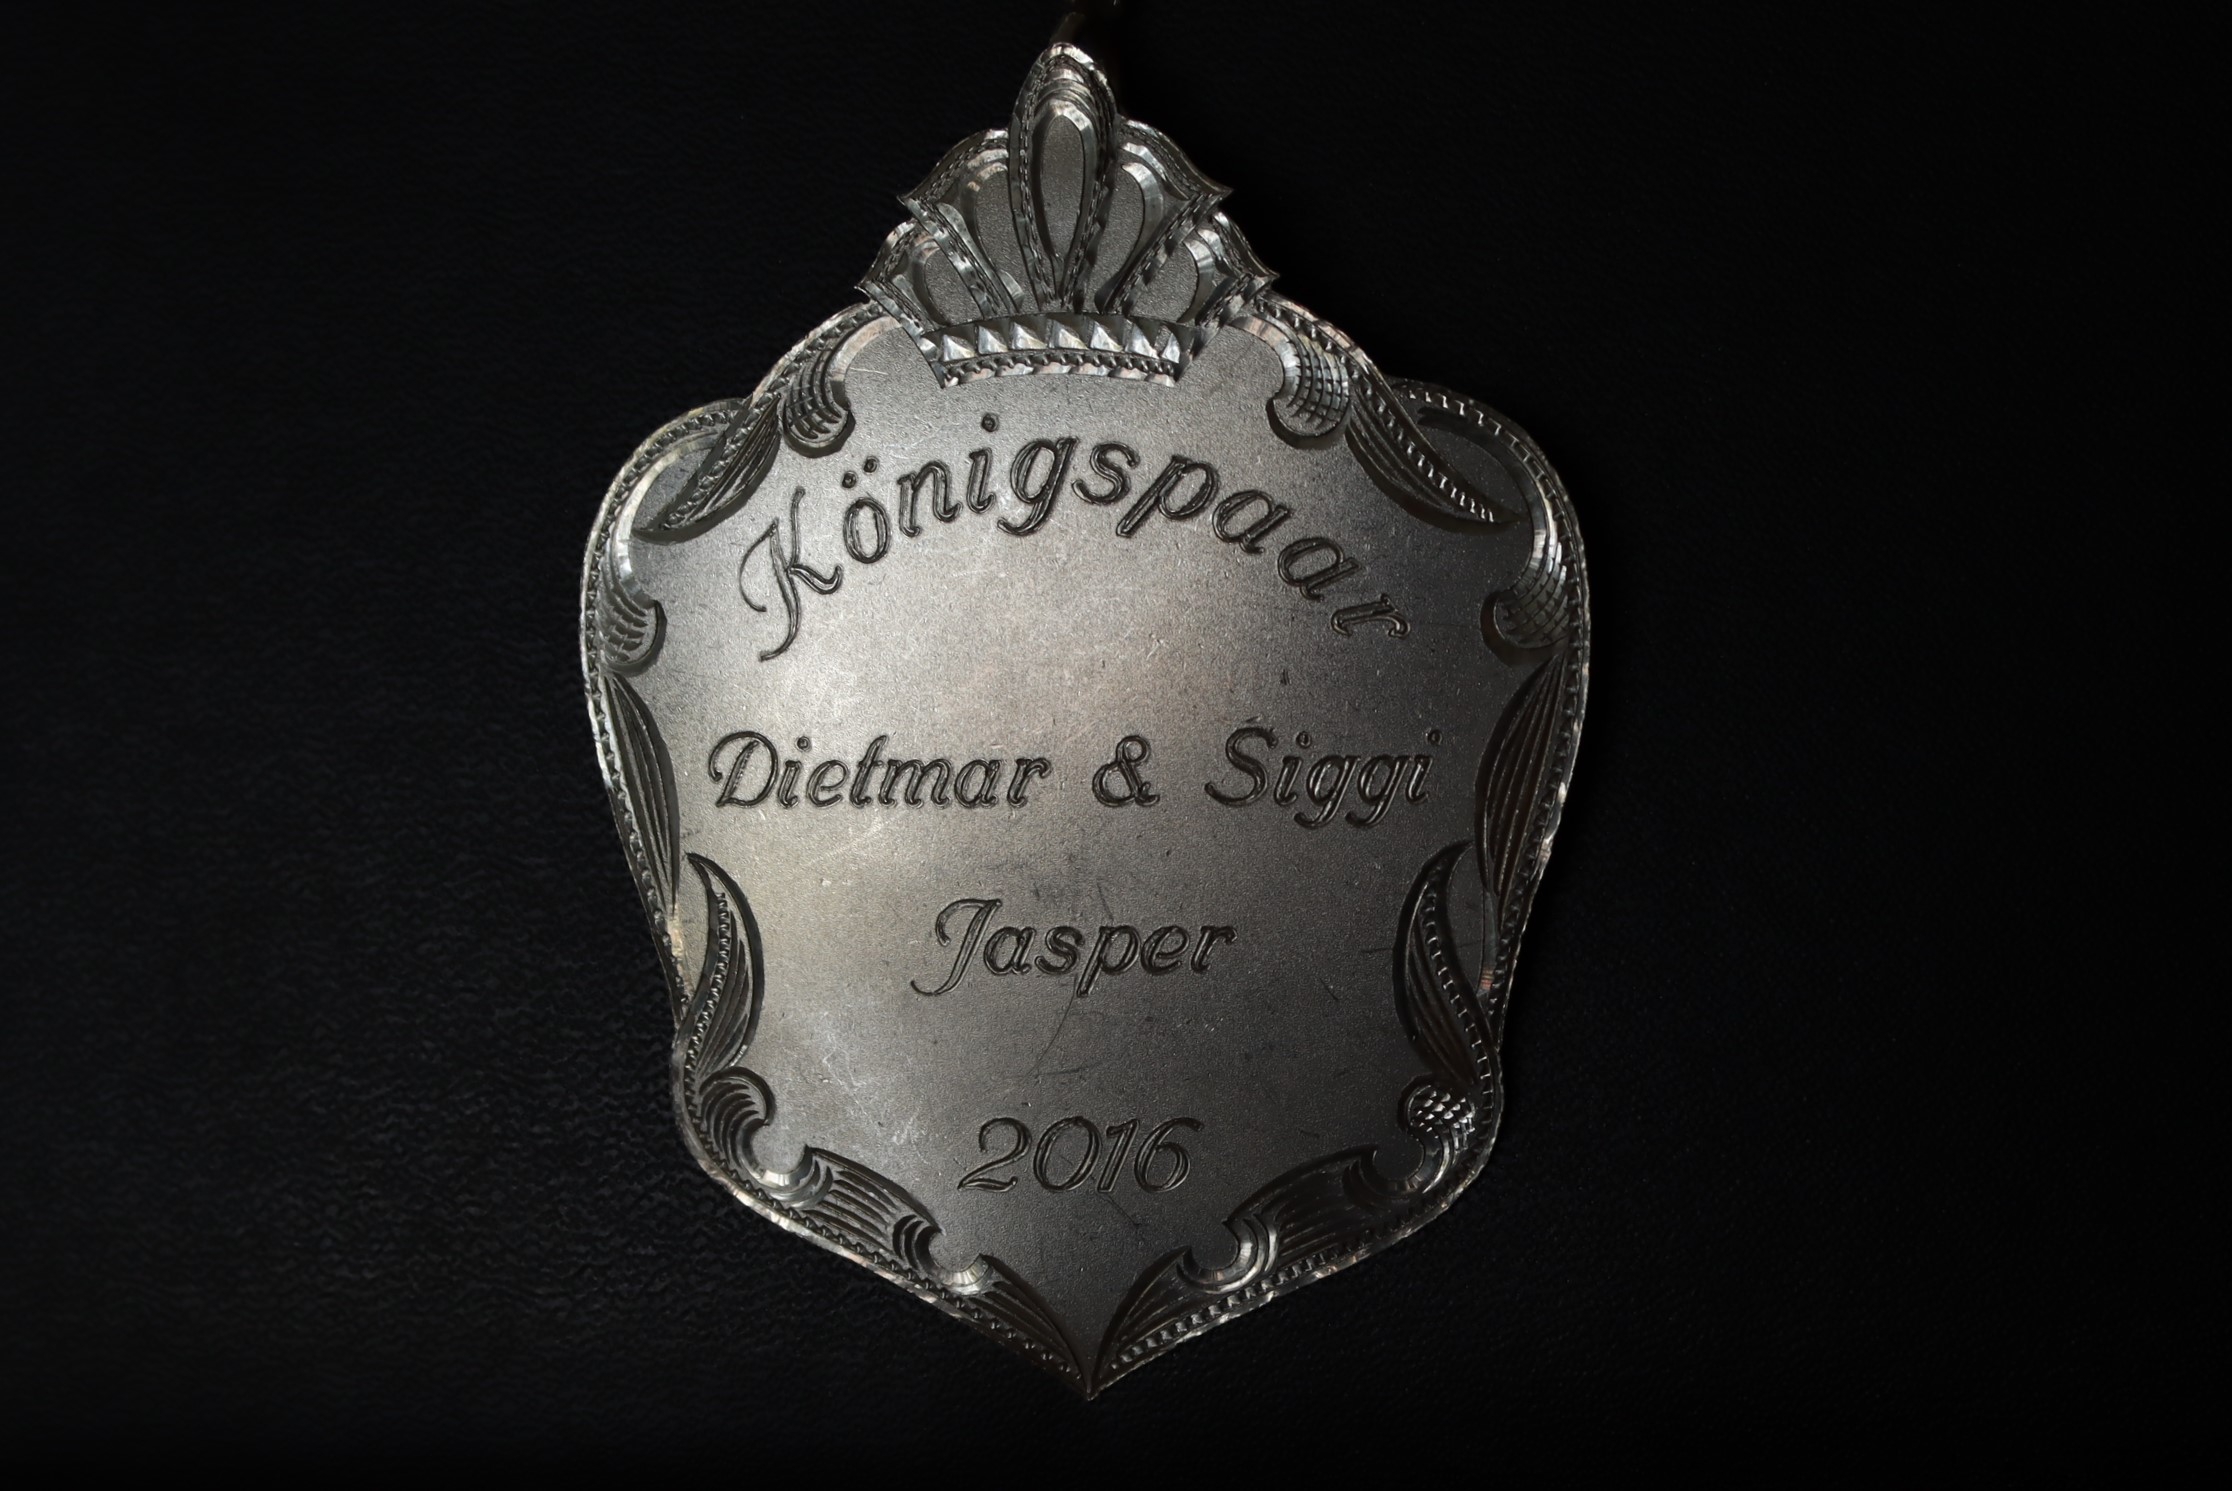 Königspaar
Dietmar & Siggi
Jasper
2016